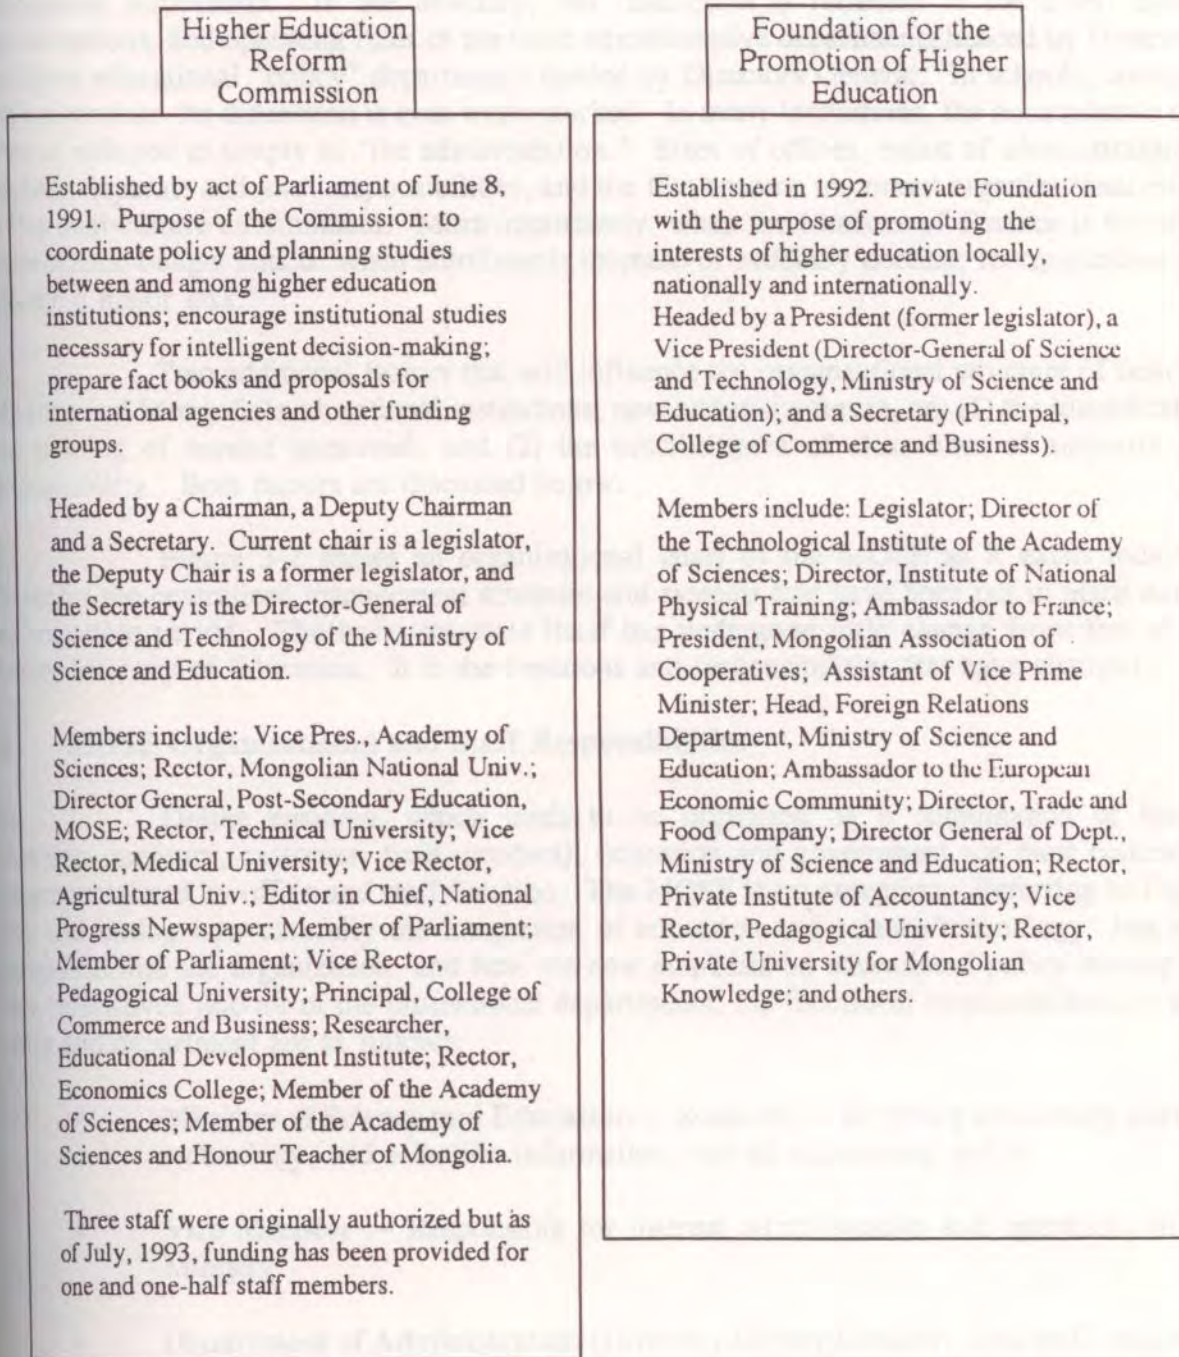 Higher Education
Reform
Commission
Established by act of Parliament of June 8,
1991. Purpose of the Commission: to
coordinate policy and planning studies
between and among higher education
institutions; encourage institutional studies
necessary for intelligent decision-making;
prepare fact books and proposals for
international agencies and other funding
groups.
Headed by a Chairman, a Deputy Chairman
and a Secretary. Current chair is a legislator,
the Deputy Chair is a former legislator, and
the Secretary is the Director-General of
Science and Technology of the Ministry of
Science and Education.
Members include: Vice Pres., Academy of
Sciences; Rector, Mongolian National Univ.;
Director General, Post-Secondary Education,
MOSE; Rector, Technical University; Vice
Rector, Medical University; Vice Rector,
Agricultural Univ.; Editor in Chief, National
Progress Newspaper; Member of Parliament;
Member of Parliament; Vice Rector,
Pedagogical University; Principal, College of
Commerce and Business; Researcher,
Educational Development Institute; Rector,
Economics College; Member of the Academy
of Sciences; Member of the Academy of
Sciences and Honour Teacher of Mongolia.
Three staff were originally authorized but as
of July, 1993, funding has been provided for
one and one-half staff members.
Foundation for the
Promotion of Higher
Education
Established in 1992. Private Foundation
with the purpose of promoting the
interests of higher education locally,
nationally and internationally.
Headed by a President (former legislator), a
Vice President (Director-General of Science
and Technology, Ministry of Science and
Education); and a Secretary (Principal,
College of Commerce and Business).
Members include: Legislator; Director of
the Technological Institute of the Academy
of Sciences; Director, Institute of National
Physical Training; Ambassador to France;
President, Mongolian Association of
Cooperatives; Assistant of Vice Prime
Minister; Head, Foreign Relations
Department, Ministry of Science and
Education; Ambassador to the European
Economic Community; Director, Trade and
Food Company; Director General of Dept.,
Ministry of Science and Education; Rector,
Private Institute of Accountancy; Vice
Rector, Pedagogical University; Rector,
Private University for Mongolian
Knowledge; and others.